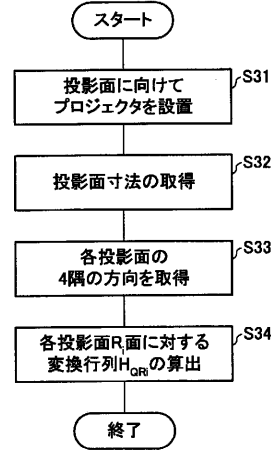 スタート
S31
投影面に向けて
プロジェクタを設置
S32
投影面寸法の取得
S33
各投影面の
4隅の方向を取得
S34
各投影面Ri面に対する
変換行列HQRiの算出
終了